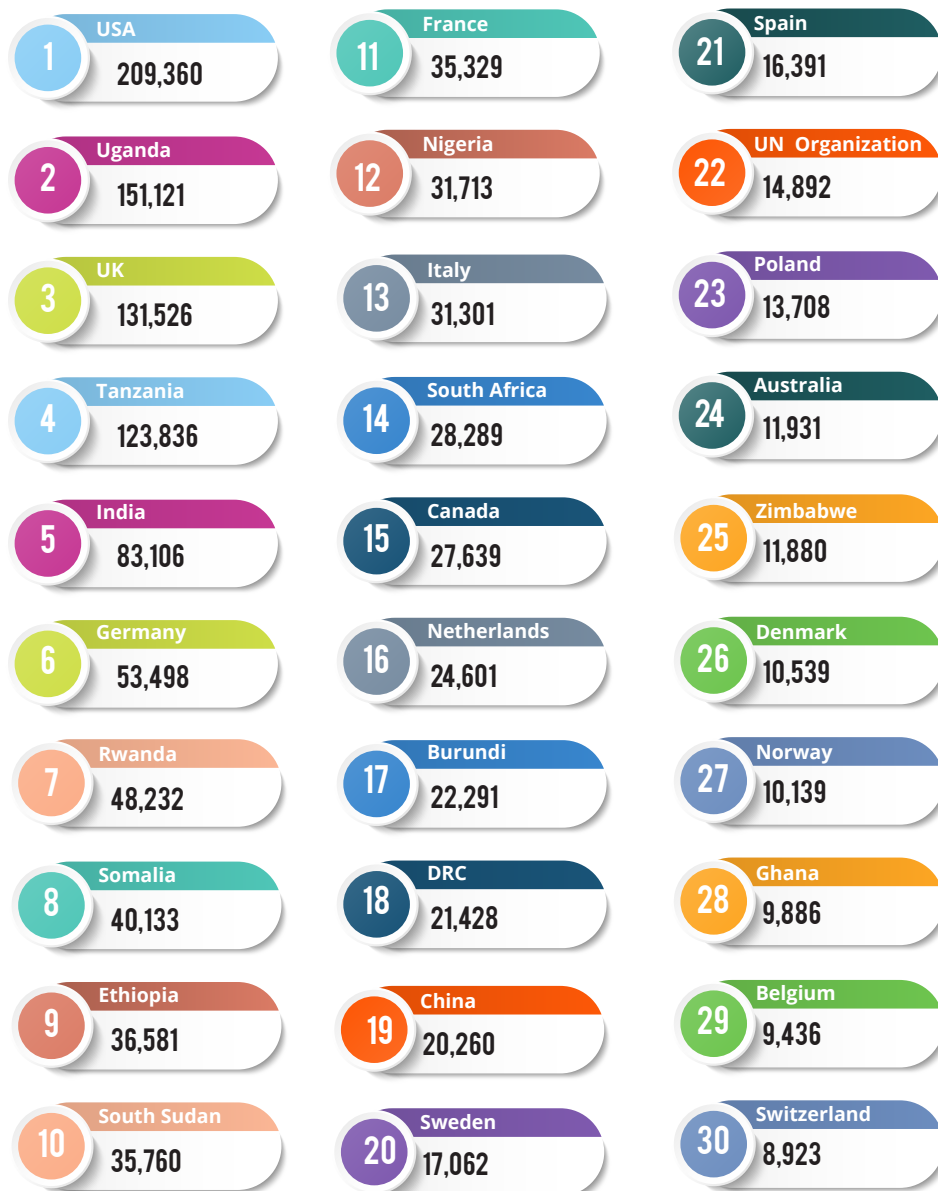 1
USA
209,360
2
Uganda
151,121
3
UK
131,526
4
Tanzania
123,836
5
India
83,106
6
Germany
53,498
7
Rwanda
48,232
8
Somalia
40,133
9
Ethiopia
36,581
10
South Sudan
35,760
11
France
35,329
12
Nigeria
31,713
13
Italy
31,301
14
South Africa
28,289
15
Canada
27,639
16
Netherlands
24,601
17
Burundi
22,291
18
DRC
21,428
19
China
20,260
20
Sweden
17,062
21
Spain
16,391
22
UN Organization
14,892
23
Poland
13,708
24
Australia
11,931
25
Zimbabwe
11,880
26
Denmark
10,539
27
Norway
10,139
28
Ghana
9,886
29
Belgium
9,436
30
Switzerland
8,923